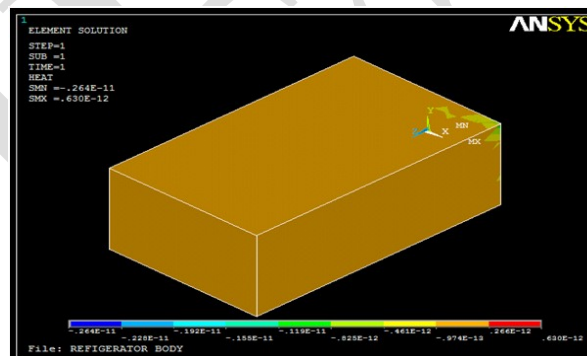 1
ANSYS
ELEMENT SOLUTION
STEP=1
SUB =1
TIME=1
HEAT
SMN =-.264E-11
SMX =.630E-12
Y
MN
Z X
MX
-.264E-11 -.192E-11 -.119E-11 -.461E-12 .266E-12
-.228E-11 -.155E-11 -.825E-12 -.974E-13 .630E-12
File: REFIGERATOR BODY